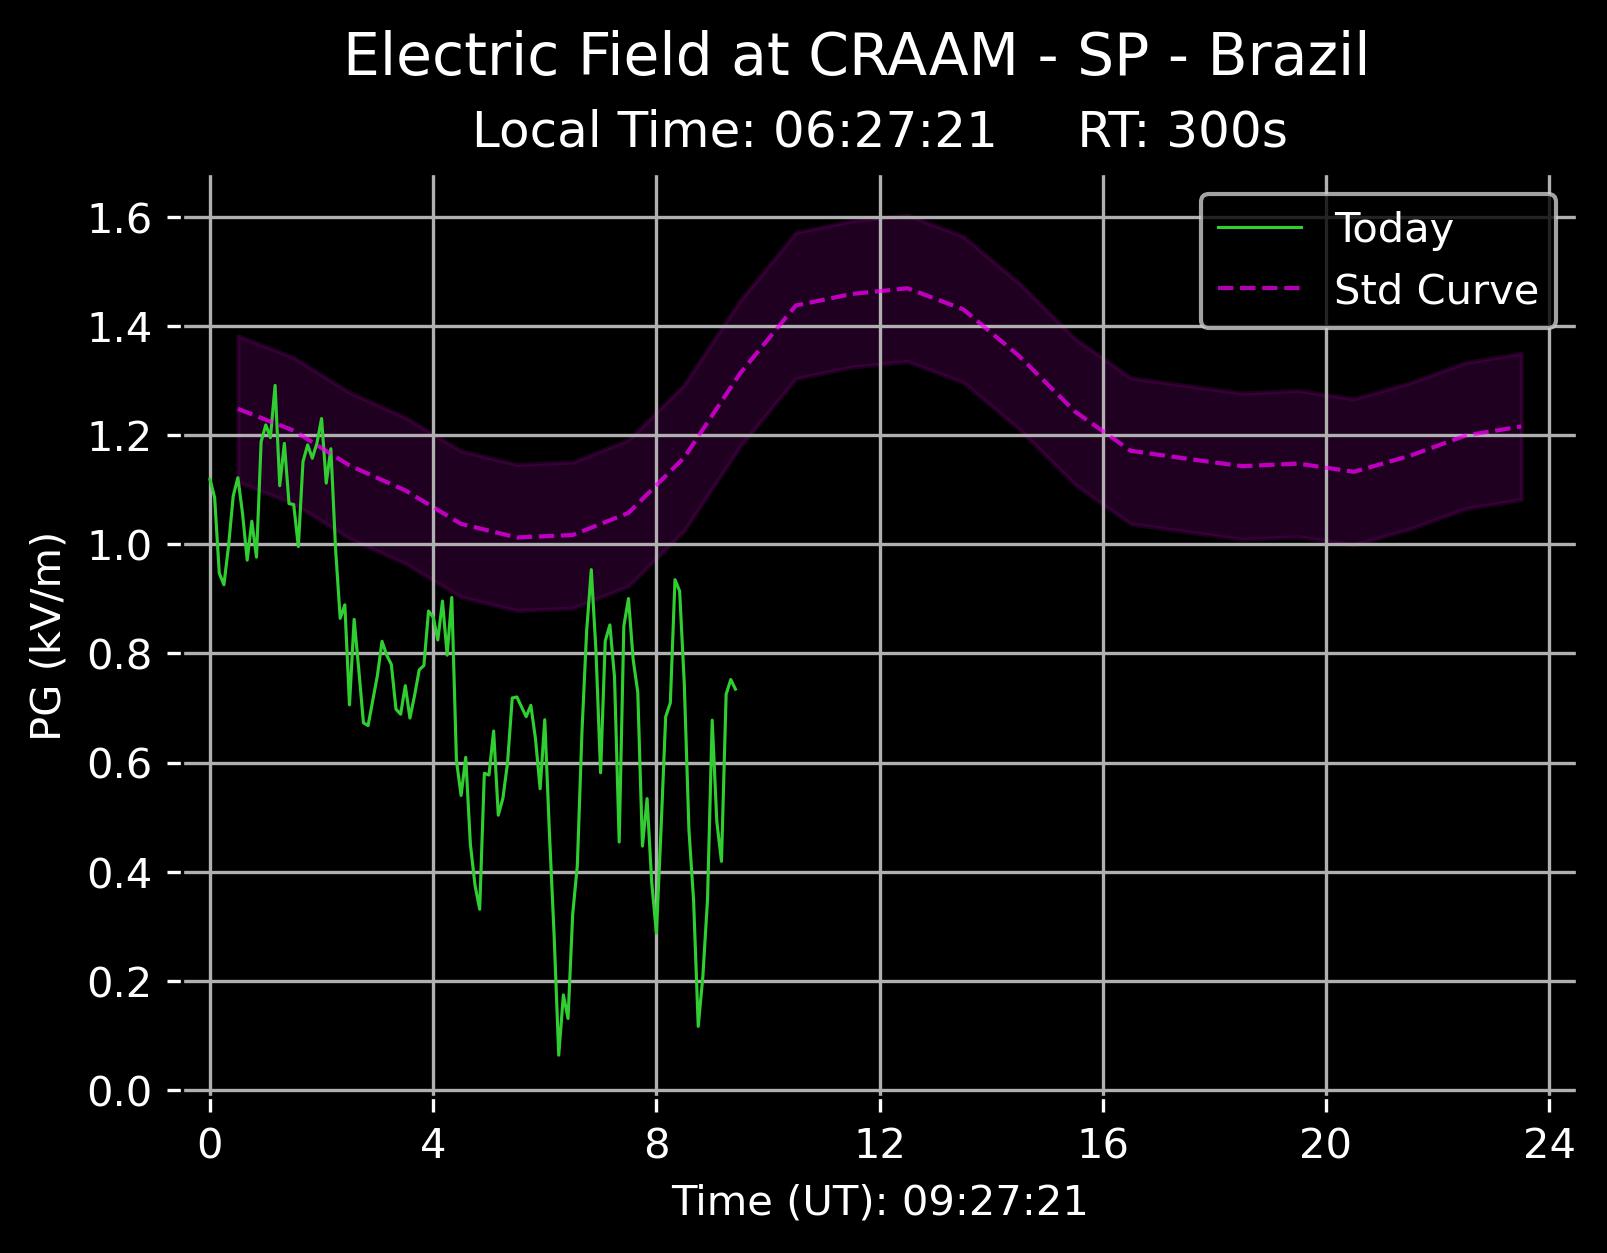 Electric Field at CRAAM - SP - Brazil
Local Time: 06:27:21 RT: 300s
Today
Std Curve
1.6
1.4
1.2
1.0
0.8
0.6
0.4
0.2
0.0
PG (kV/m)
0 4 8 12 16 20 24
Time (UT): 09:27:21